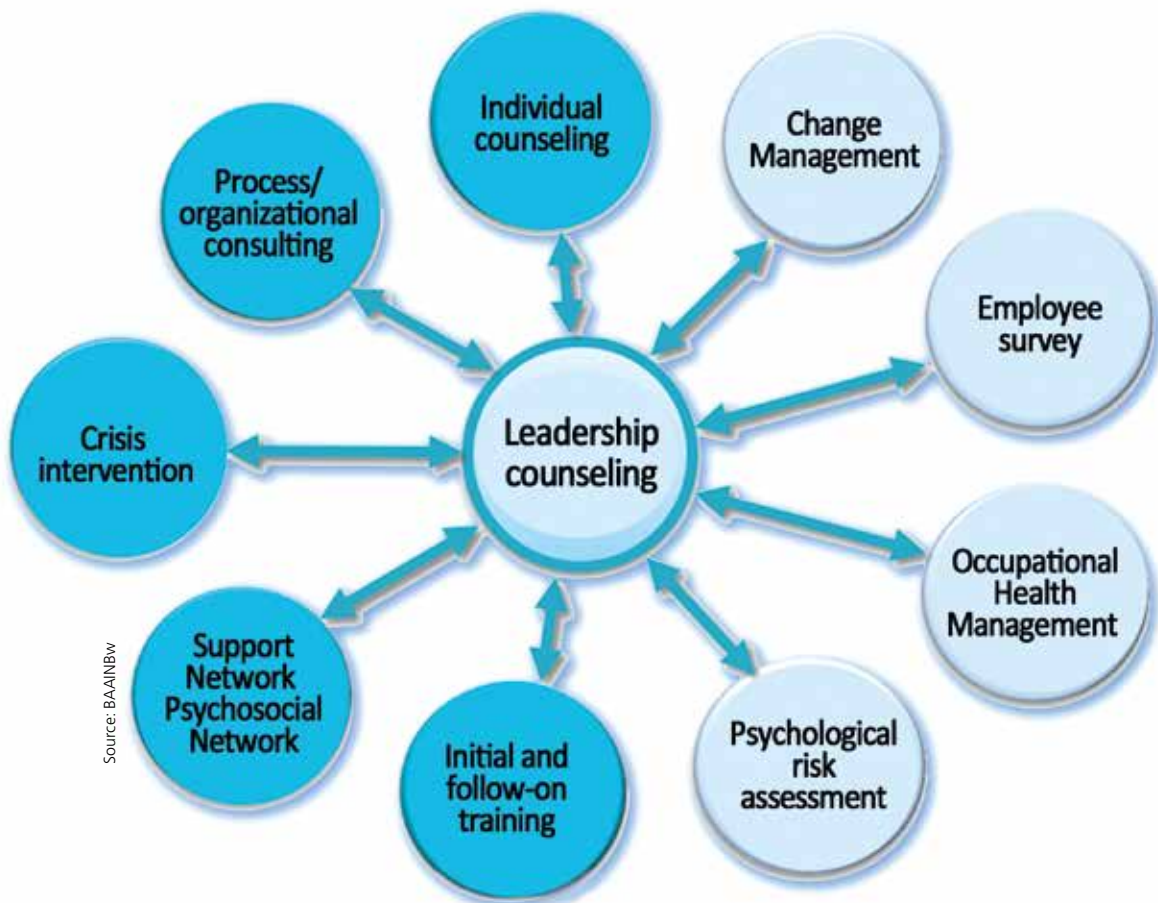 Individual
counseling
Change
Management
Process/
organizational
consulting
Employee
survey
Leadership
counseling
Crisis
intervention
Occupational
Health
Management
Support
Network
Psychosocial
Network
Psychological
risk
assessment
Initial and
follow-on
training
Source: BAAINBw